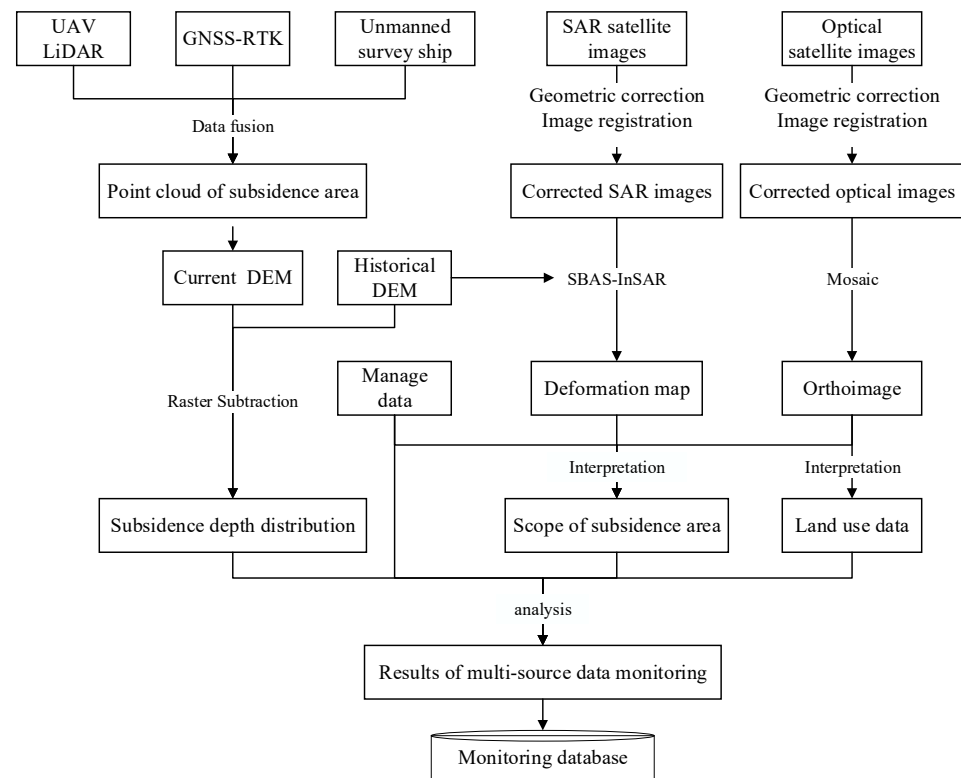 UAV
LiDAR
GNSS-RTK
Unmanned
survey ship
SAR satellite
images
Optical
satellite images
Geometric correction
Image registration
Geometric correction
Image registration
Data fusion
Point cloud of subsidence area
Corrected SAR images
Corrected optical images
Current DEM
Historical
DEM
SBAS-InSAR
Mosaic
Manage
data
Deformation map
Orthoimage
Raster Subtraction
Interpretation
Interpretation
Subsidence depth distribution
Scope of subsidence area
Land use data
analysis
Results of multi-source data monitoring
Monitoring database